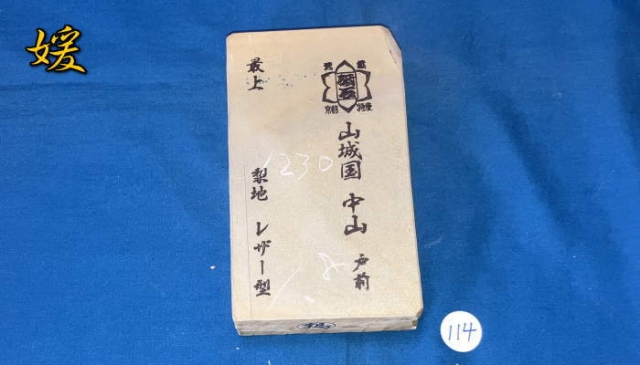 媛
最上
山城国 中山 戸前
1230
梨地 レザー型
114